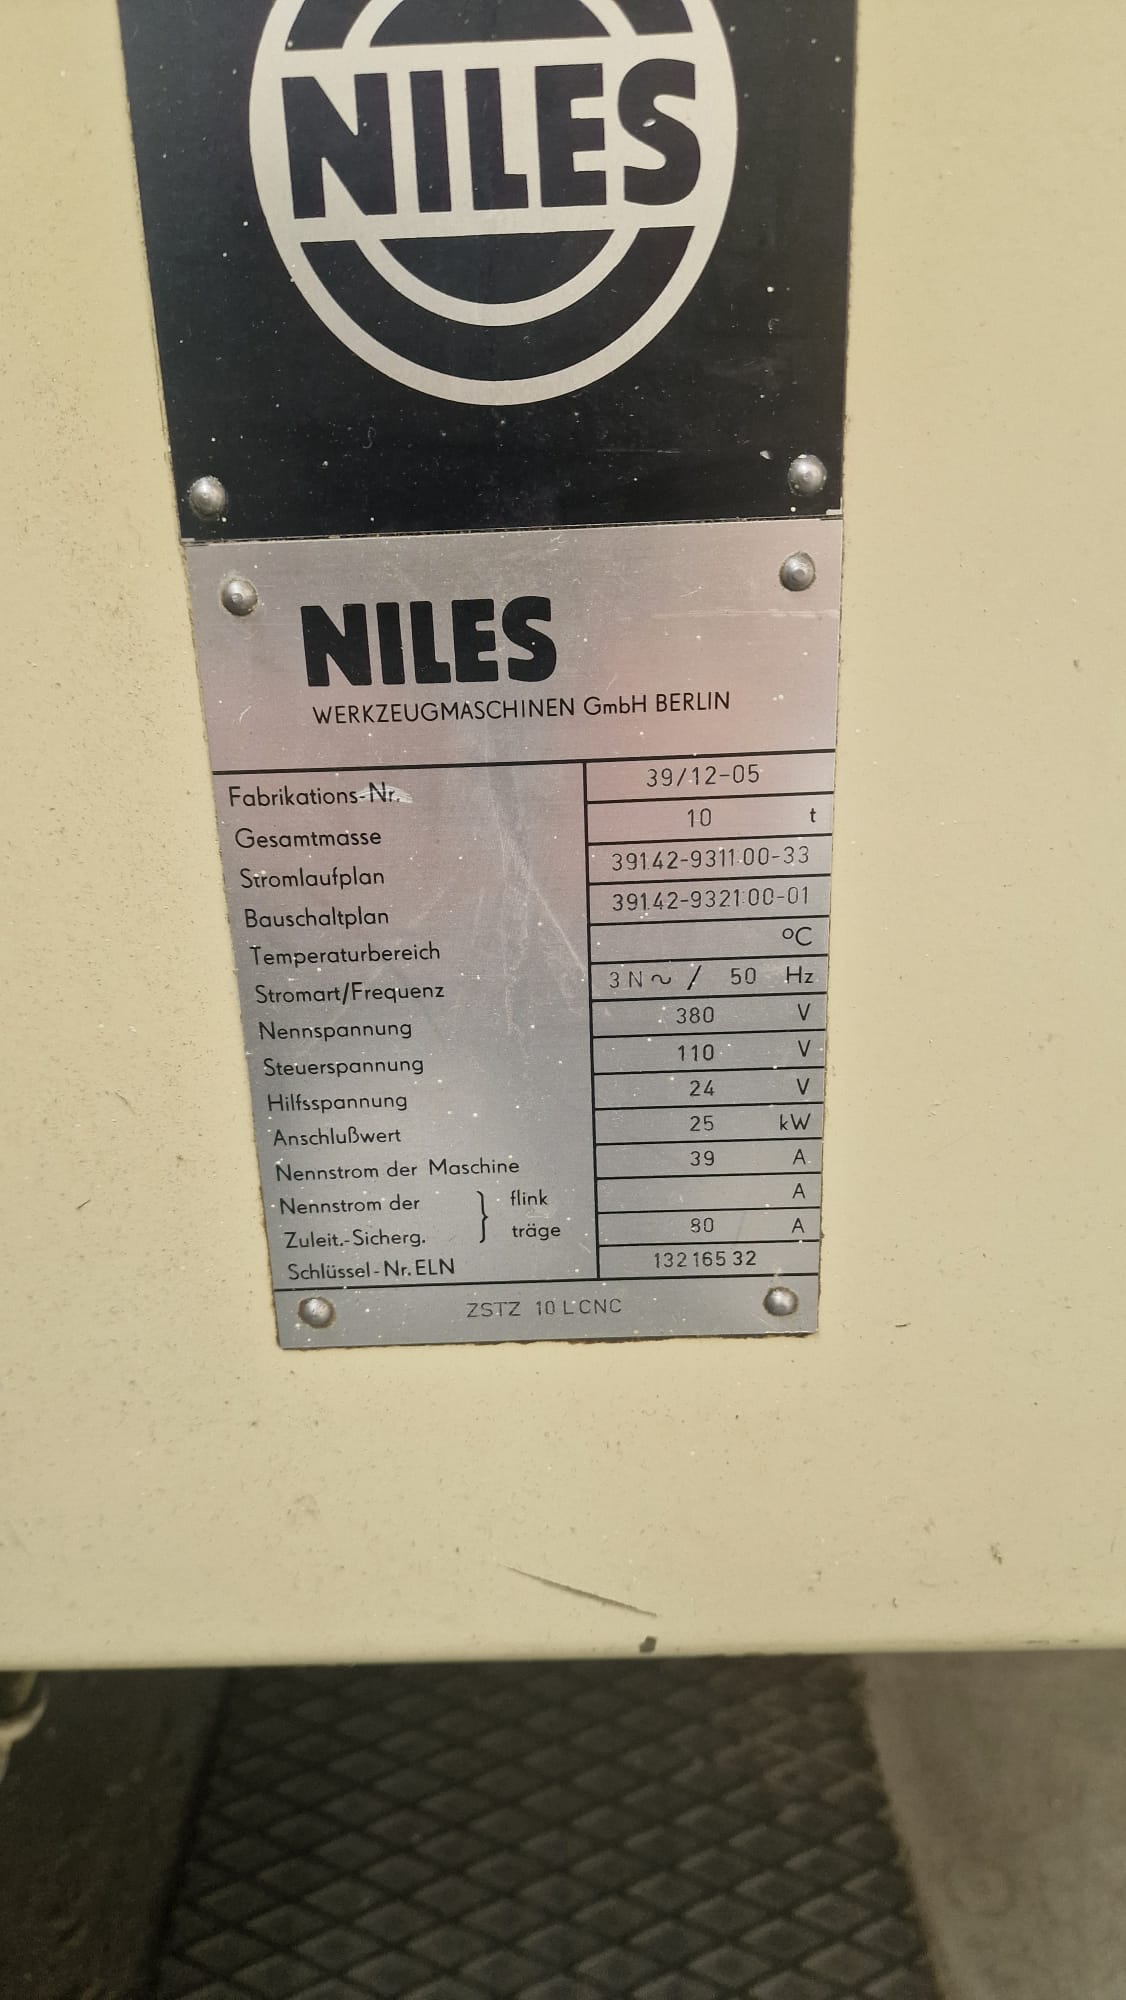 NILES
NILES
WERKZEUGMASCHINEN GmbH BERLIN
Fabrikations-Nr. 39/12-05
Gesamtmasse 10 t
Stromlaufplan 39142-931100-33
Bauschaltplan 39142-932100-01
Temperaturbereich °C
Stromart/Frequenz 3 N ~ / 50 Hz
Nennspannung 380 V
Steuerspannung 110 V
Hilfsspannung 24 V
Anschlußwert 25 kW
Nennstrom der Maschine 39 A
Nennstrom der } flink A
Zuleit.-Sicherg. träge 80 A
Schlüssel-Nr. ELN 132 165 32
ZSTZ 10 L CNC